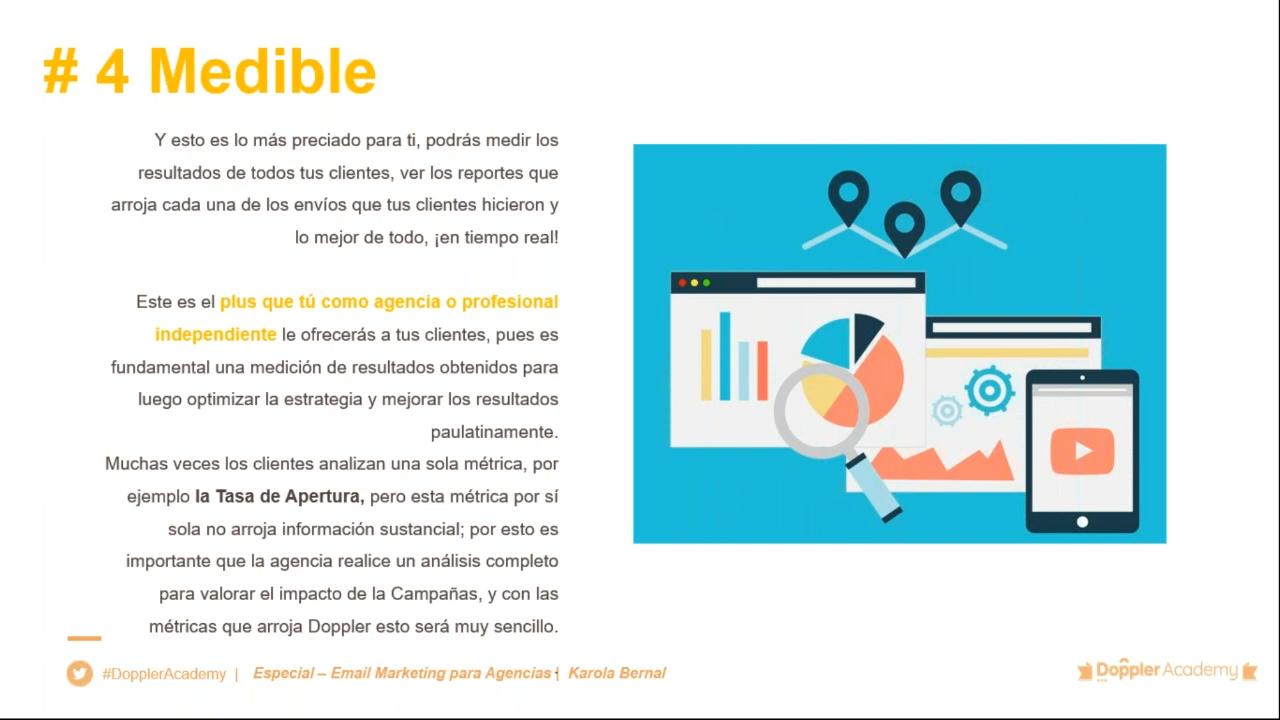 # 4 Medible
Y esto es lo más preciado para ti, podrás medir los
resultados de todos tus clientes, ver los reportes que
arroja cada una de los envíos que tus clientes hicieron y
lo mejor de todo, ¡en tiempo real!
Este es el plus que tú como agencia o profesional
independiente le ofrecerás a tus clientes, pues es
fundamental una medición de resultados obtenidos para
luego optimizar la estrategia y mejorar los resultados
paulatinamente.
Muchas veces los clientes analizan una sola métrica, por
ejemplo la Tasa de Apertura, pero esta métrica por sí
sola no arroja información sustancial; por esto es
importante que la agencia realice un análisis completo
para valorar el impacto de la Campañas, y con las
métricas que arroja Doppler esto será muy sencillo.
#DopplerAcademy | Especial – Email Marketing para Agencias | Karola Bernal
Doppler Academy